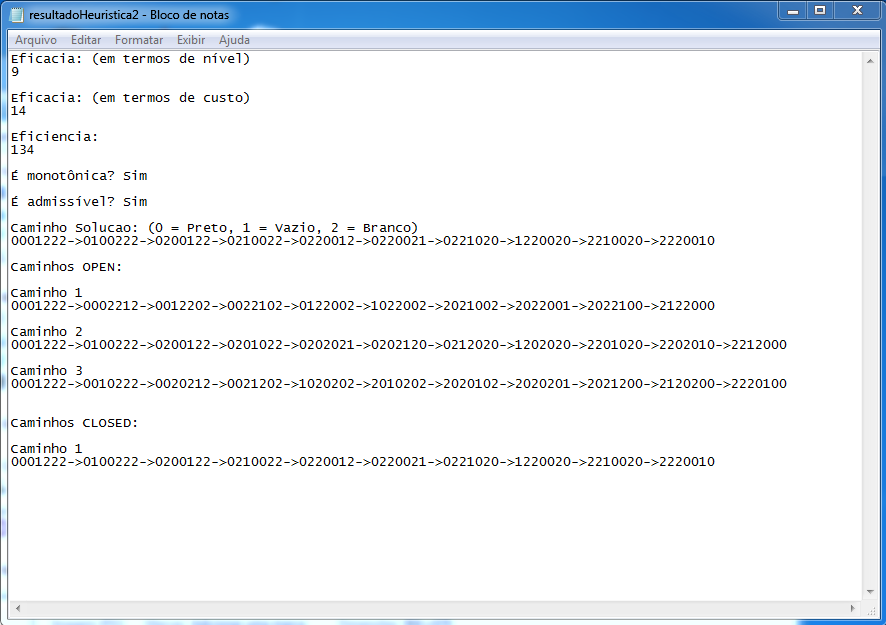 resultadoHeuristica2 - Bloco de notas
Arquivo Editar Formatar Exibir Ajuda
Eficacia: (em termos de nível)
9
Eficacia: (em termos de custo)
14
Eficiencia:
134
É monotônica? Sim
É admissível? Sim
Caminho Solucao: (0 = Preto, 1 = Vazio, 2 = Branco)
0001222->0100222->0200122->0210022->0220012->0220021->0221020->1220020->2210020->2220010
Caminhos OPEN:
Caminho 1
0001222->0002212->0012202->0022102->0122002->1022002->2021002->2022001->2022100->2122000
Caminho 2
0001222->0100222->0200122->0201022->0202021->0202120->0212020->1202020->2201020->2202010->2212000
Caminho 3
0001222->0010222->0020212->0021202->1020202->2010202->2020102->2020201->2021200->2120200->2220100
Caminhos CLOSED:
Caminho 1
0001222->0100222->0200122->0210022->0220012->0220021->0221020->1220020->2210020->2220010